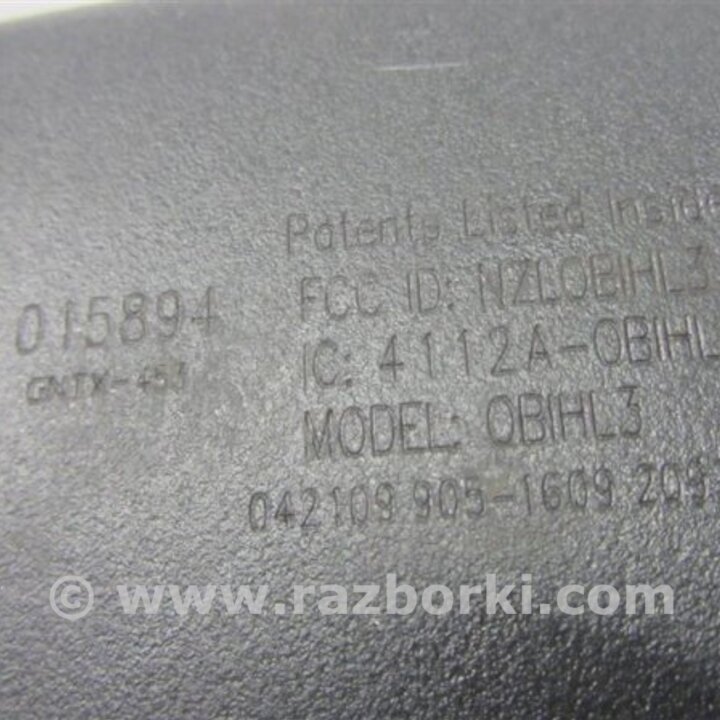 Patents Listed Inside
FCC ID: NZLOBIHL3
015894
IC: 4112A-OBIHL
GNTX-453
MODEL: OBIHL3
042109 905-1609 209
© www.razborki.com